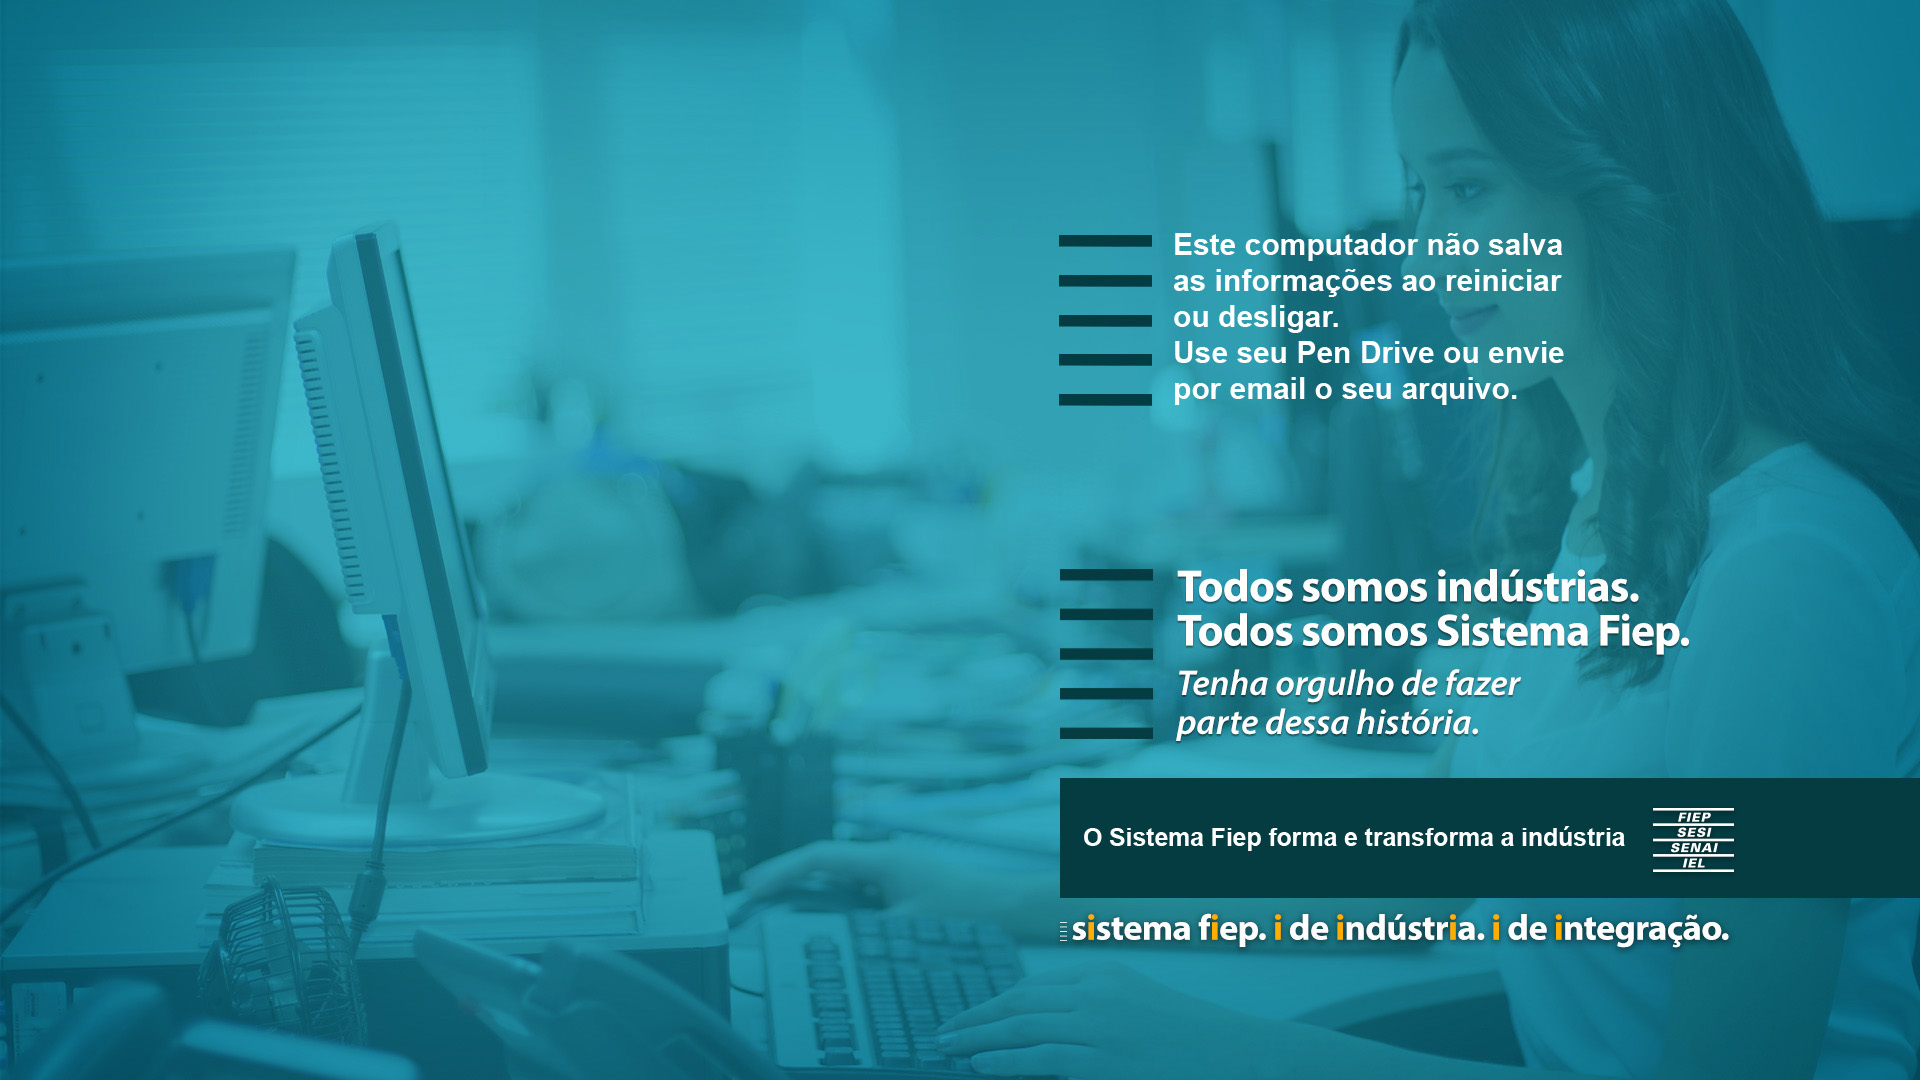 Este computador não salva
as informações ao reiniciar
ou desligar.
Use seu Pen Drive ou envie
por email o seu arquivo.
Todos somos indústrias.
Todos somos Sistema Fiep.
Tenha orgulho de fazer
parte dessa história.
O Sistema Fiep forma e transforma a indústria
FIEP
SESI
SENAI
IEL
sistema fiep. i de indústria. i de integração.